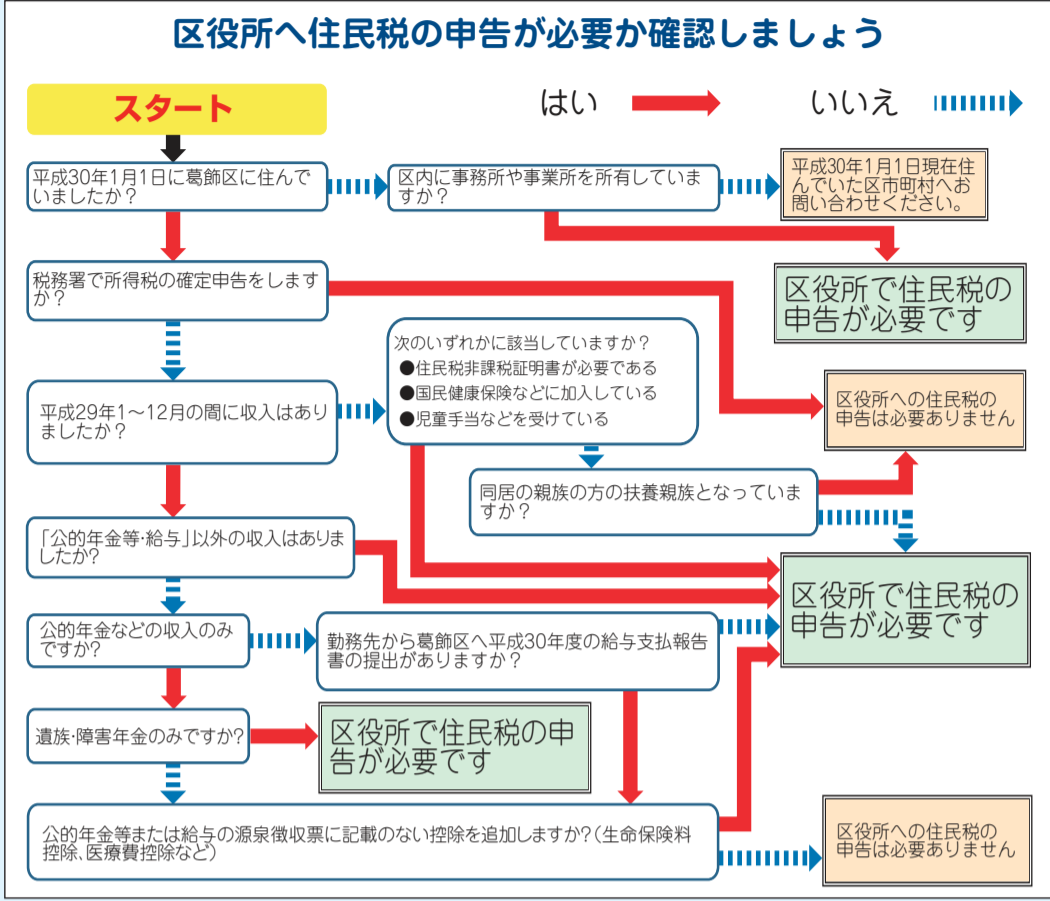 区役所へ住民税の申告が必要か確認しましょう
スタート
はい
いいえ
平成30年1月1日に葛飾区に住んで
いましたか？
区内に事務所や事業所を所有していま
すか？
平成30年1月1日現在住
んでいた区市町村へお
問い合わせください。
税務署で所得税の確定申告をします
か？
区役所で住民税の
申告が必要です
次のいずれかに該当していますか？
●住民税非課税証明書が必要である
●国民健康保険などに加入している
●児童手当などを受けている
平成29年1～12月の間に収入はあり
ましたか？
区役所への住民税の
申告は必要ありません
同居の親族の方の扶養親族となっていま
すか？
「公的年金等・給与」以外の収入はありま
したか？
区役所で住民税の
申告が必要です
公的年金などの収入のみ
ですか？
勤務先から葛飾区へ平成30年度の給与支払報告
書の提出がありますか？
遺族・障害年金のみですか？
区役所で住民税の申
告が必要です
公的年金等または給与の源泉徴収票に記載のない控除を追加しますか？（生命保険料
控除、医療費控除など）
区役所への住民税の
申告は必要ありません